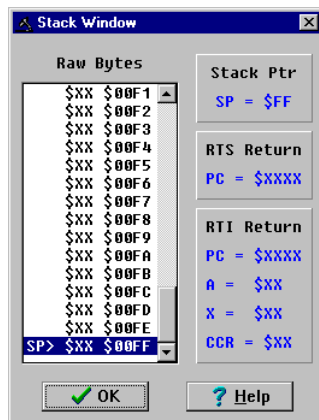 Stack Window
Raw Bytes
$XX $00F1
$XX $00F2
$XX $00F3
$XX $00F4
$XX $00F5
$XX $00F6
$XX $00F7
$XX $00F8
$XX $00F9
$XX $00FA
$XX $00FB
$XX $00FC
$XX $00FD
$XX $00FE
SP> $XX $00FF
Stack Ptr
SP = $FF
RTS Return
PC = $XXXX
RTI Return
PC = $XXXX
A = $XX
X = $XX
CCR = $XX
OK
? Help